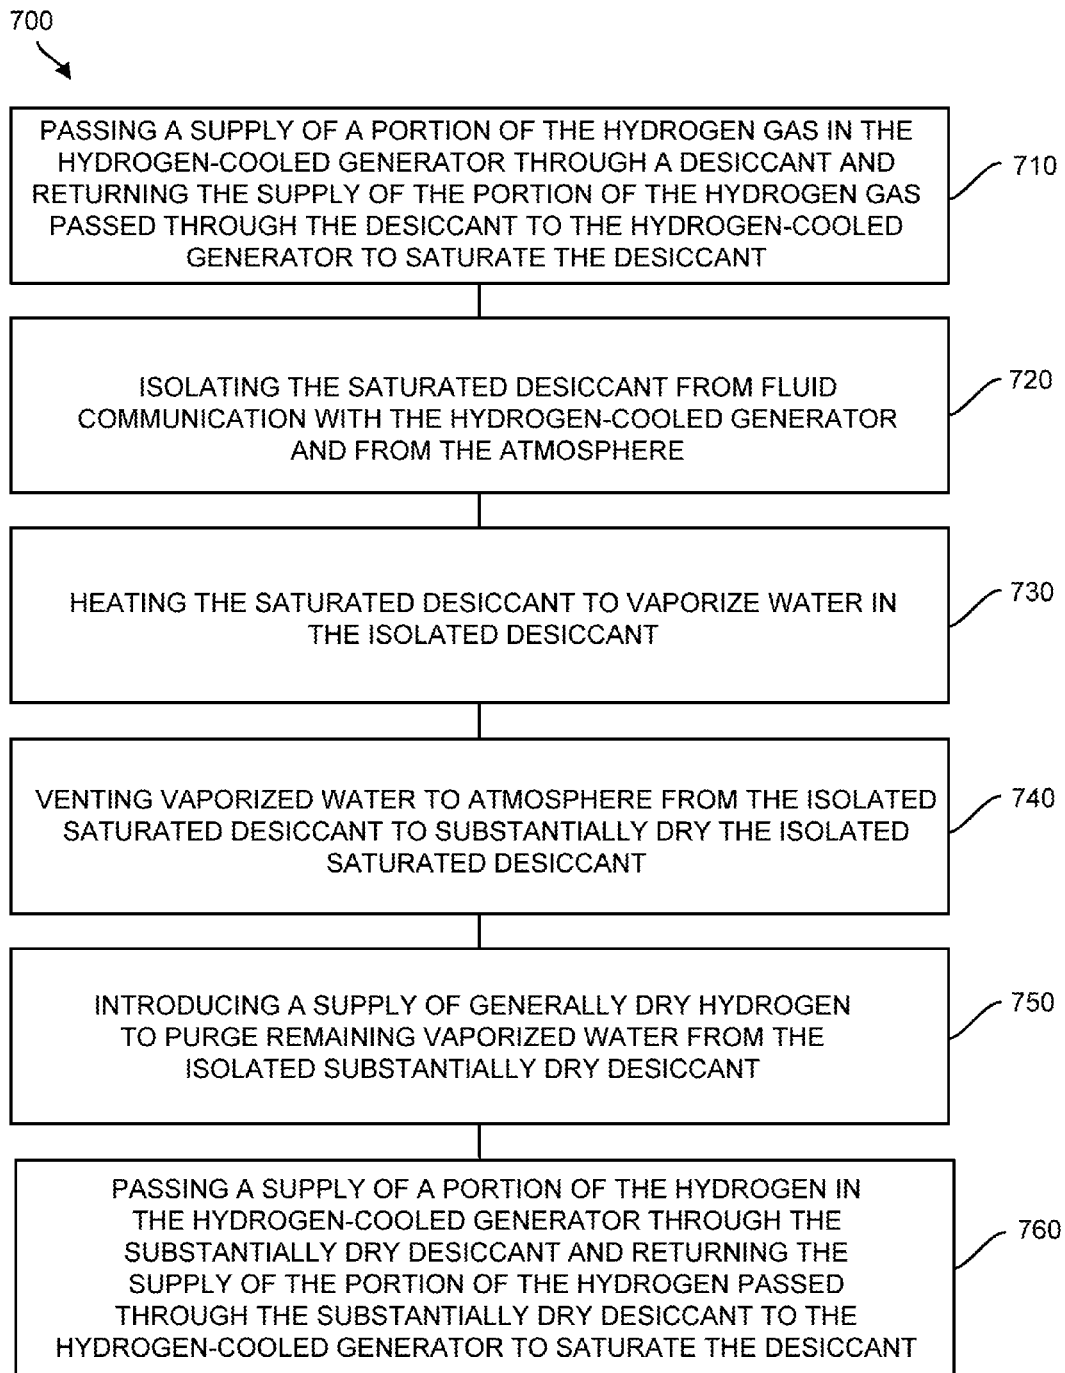 700
PASSING A SUPPLY OF A PORTION OF THE HYDROGEN GAS IN THE
HYDROGEN-COOLED GENERATOR THROUGH A DESICCANT AND
RETURNING THE SUPPLY OF THE PORTION OF THE HYDROGEN GAS
PASSED THROUGH THE DESICCANT TO THE HYDROGEN-COOLED
GENERATOR TO SATURATE THE DESICCANT
710
ISOLATING THE SATURATED DESICCANT FROM FLUID
COMMUNICATION WITH THE HYDROGEN-COOLED GENERATOR
AND FROM THE ATMOSPHERE
720
HEATING THE SATURATED DESICCANT TO VAPORIZE WATER IN
THE ISOLATED DESICCANT
730
VENTING VAPORIZED WATER TO ATMOSPHERE FROM THE ISOLATED
SATURATED DESICCANT TO SUBSTANTIALLY DRY THE ISOLATED
SATURATED DESICCANT
740
INTRODUCING A SUPPLY OF GENERALLY DRY HYDROGEN
TO PURGE REMAINING VAPORIZED WATER FROM THE
ISOLATED SUBSTANTIALLY DRY DESICCANT
750
PASSING A SUPPLY OF A PORTION OF THE HYDROGEN IN
THE HYDROGEN-COOLED GENERATOR THROUGH THE
SUBSTANTIALLY DRY DESICCANT AND RETURNING THE
SUPPLY OF THE PORTION OF THE HYDROGEN PASSED
THROUGH THE SUBSTANTIALLY DRY DESICCANT TO THE
HYDROGEN-COOLED GENERATOR TO SATURATE THE DESICCANT
760